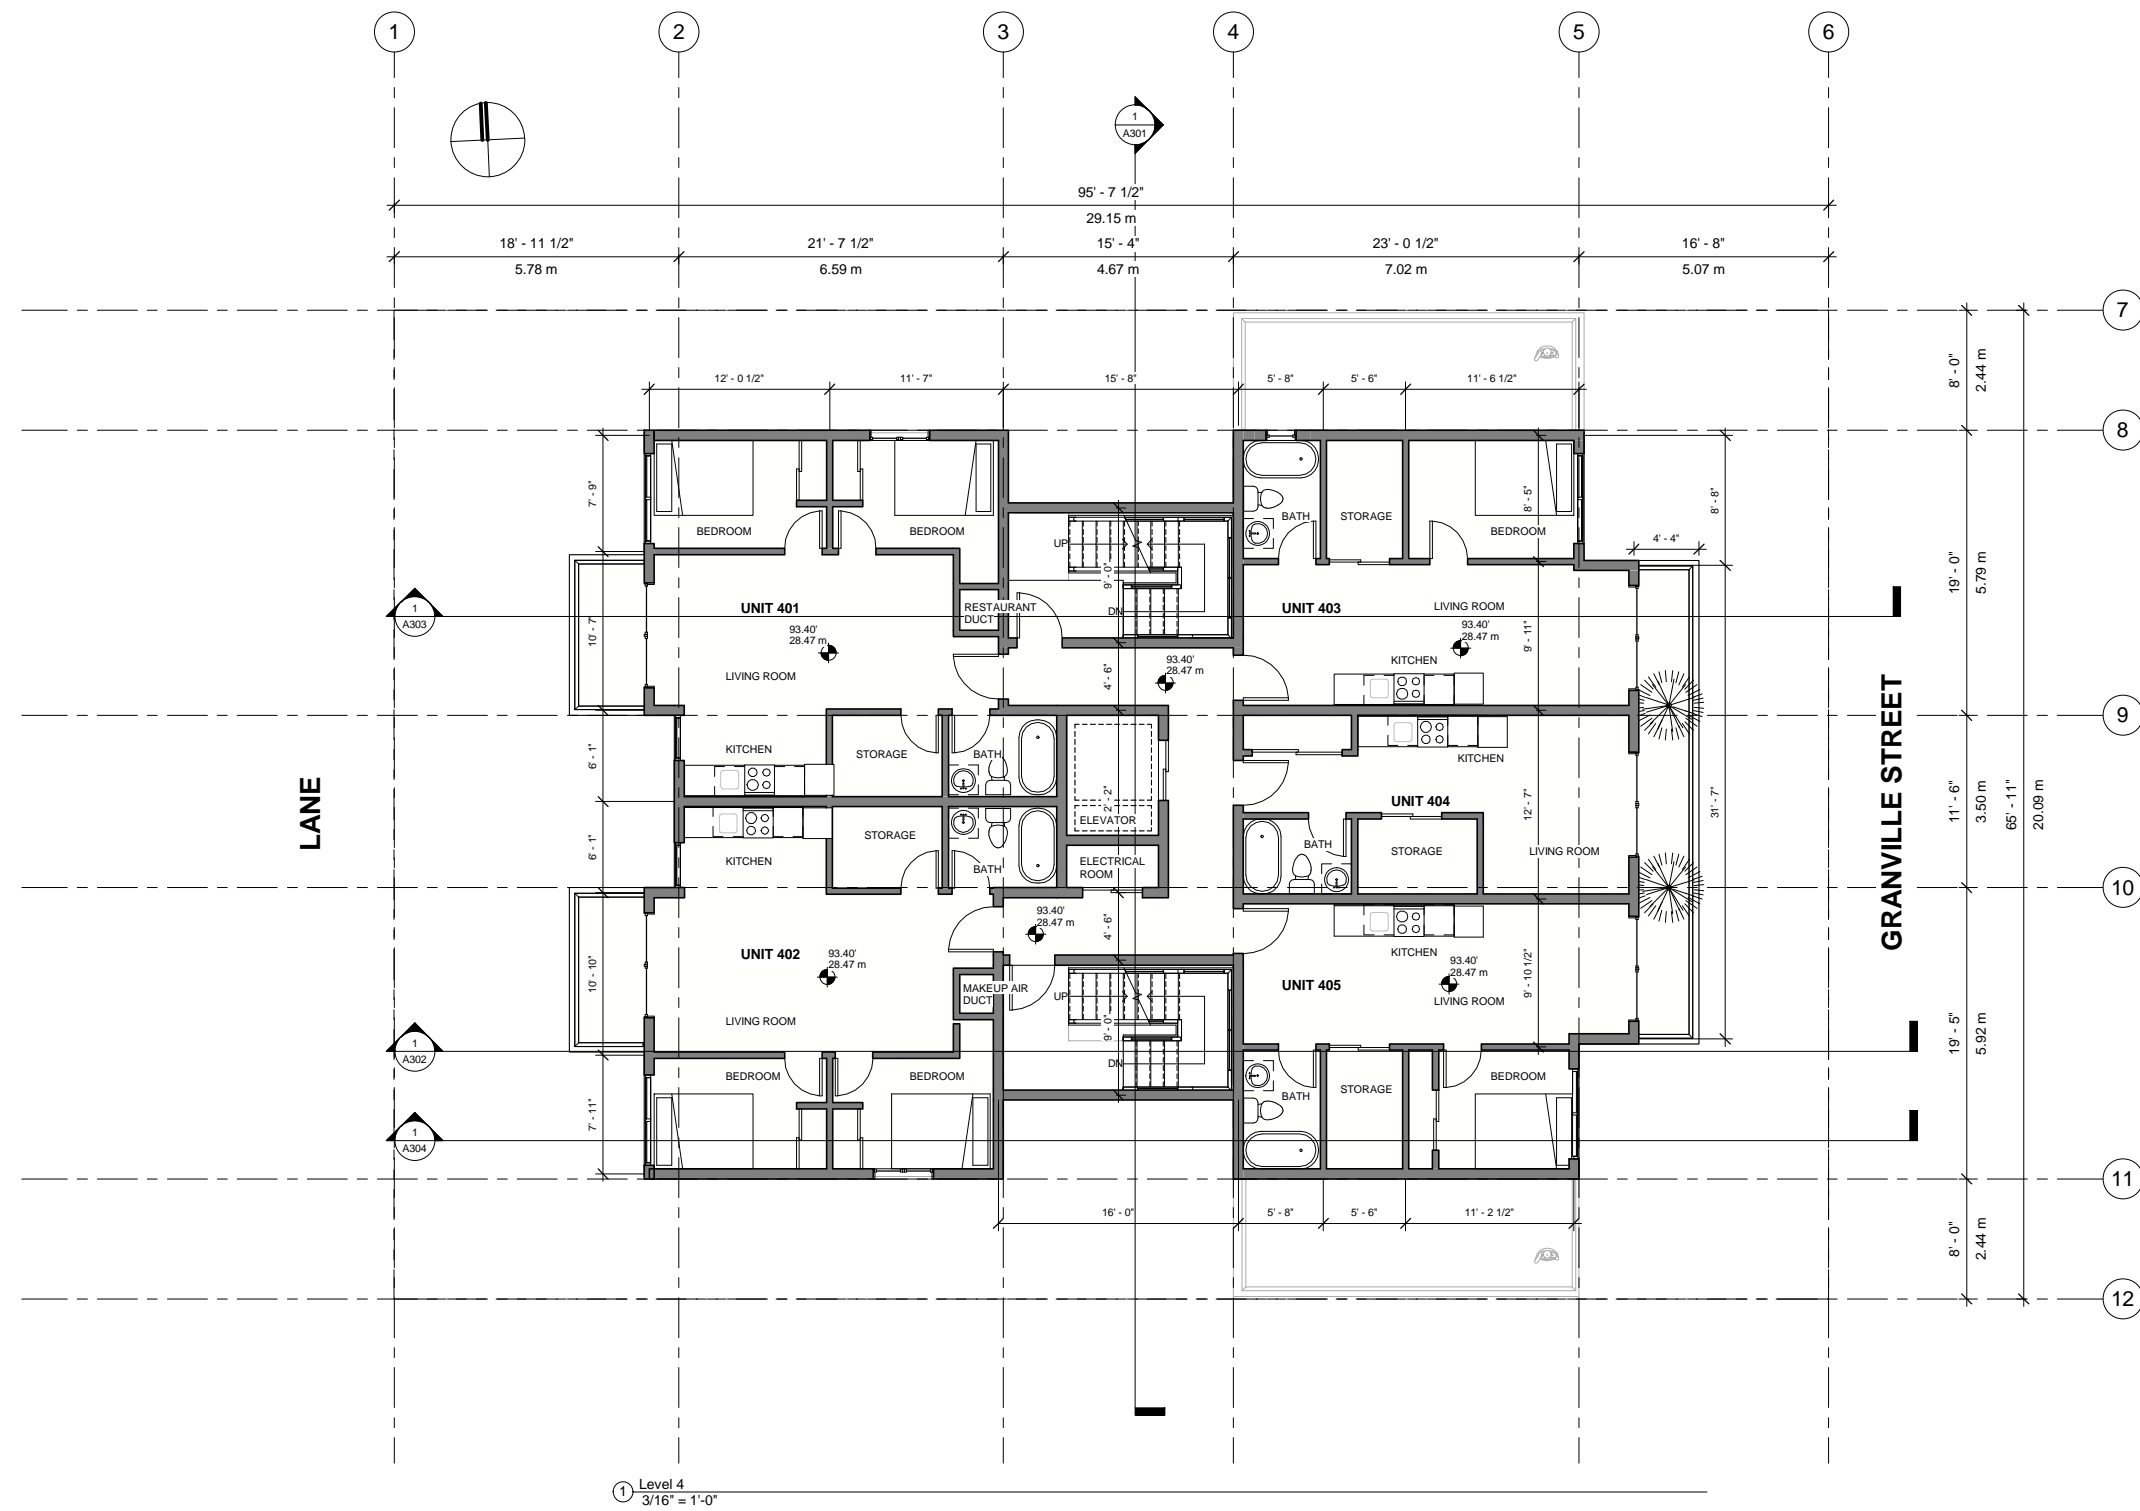 1
2
3
4
5
6
1
A301
95' - 7 1/2"
29.15 m
18' - 11 1/2"
21' - 7 1/2"
15' - 4"
23' - 0 1/2"
16' - 8"
5.78 m
6.59 m
4.67 m
7.02 m
5.07 m
7
8' - 0"
2.44 m
12' - 0 1/2"
11' - 7"
15' - 8"
5' - 8"
5' - 6"
11' - 6 1/2"
8
7' - 9"
BEDROOM
BEDROOM
UP
9' - 0"
DN
BATH
STORAGE
8' - 5"
BEDROOM
8' - 8"
4' - 4"
19' - 0"
5.79 m
1
A303
10' - 7"
UNIT 401
93.40'
28.47 m
LIVING ROOM
RESTAURANT
DUCT
4' - 6"
93.40'
28.47 m
UNIT 403
LIVING ROOM
93.40'
28.47 m
9' - 11"
KITCHEN
9
6' - 1"
KITCHEN
STORAGE
BATH
2' - 2"
ELEVATOR
KITCHEN
UNIT 404
12' - 7"
31' - 7"
LANE
GRANVILLE STREET
11' - 6"
3.50 m
65' - 11"
20.09 m
6' - 1"
KITCHEN
STORAGE
BATH
ELECTRICAL
ROOM
BATH
STORAGE
LIVING ROOM
10
10' - 10"
UNIT 402
93.40'
28.47 m
LIVING ROOM
MAKEUP AIR
DUCT
93.40'
28.47 m
4' - 6"
UP
9' - 0"
DN
KITCHEN
UNIT 405
93.40'
28.47 m
LIVING ROOM
9' - 10 1/2"
19' - 5"
5.92 m
1
A302
7' - 11"
BEDROOM
BEDROOM
BATH
STORAGE
BEDROOM
1
A304
11
16' - 0"
5' - 8"
5' - 6"
11' - 2 1/2"
8' - 0"
2.44 m
12
1
Level 4
3/16" = 1'-0"